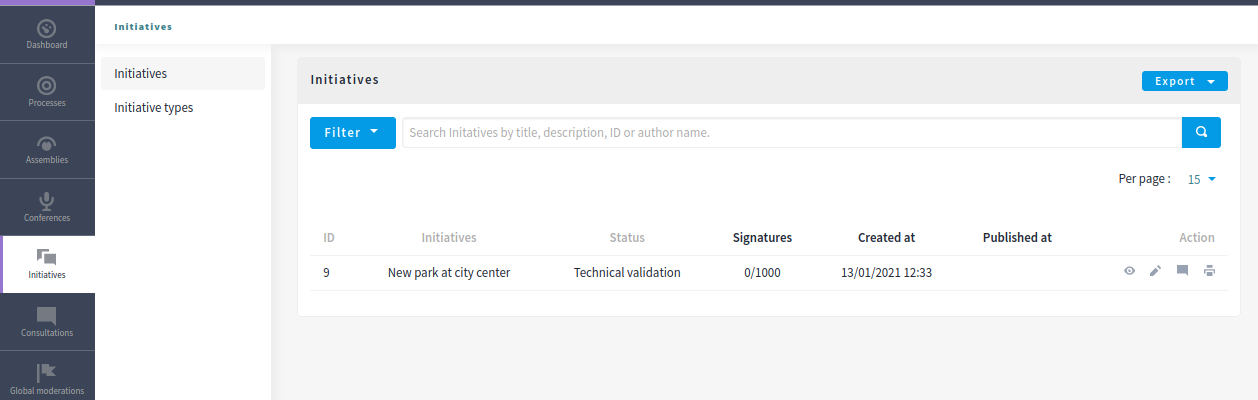 Initiatives
Dashboard
Processes
Assemblies
Conferences
Initiatives
Consultations
Global moderations
Initiatives
Initiative types
Initiatives
Export
Filter
Search Initatives by title, description, ID or author name.
Per page : 15
ID Initiatives Status Signatures Created at Published at Action
9 New park at city center Technical validation 0/1000 13/01/2021 12:33